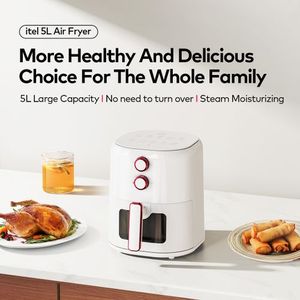 itel 5L Air Fryer
More Healthy And Delicious
Choice For The Whole Family
5L Large Capacity | No need to turn over | Steam Moisturizing